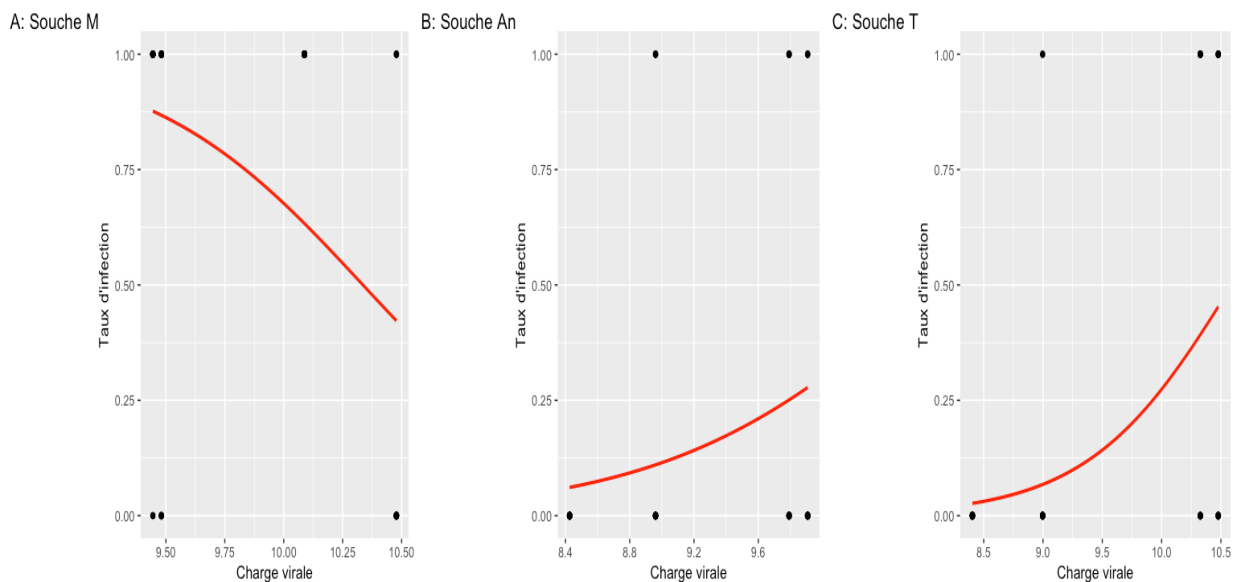 A: Souche M
1.00
0.75
0.50
0.25
0.00
Taux d'infection
9.50 9.75 10.00 10.25 10.50
Charge virale
B: Souche An
1.00
0.75
0.50
0.25
0.00
Taux d'infection
8.4 8.8 9.2 9.6
Charge virale
C: Souche T
1.00
0.75
0.50
0.25
0.00
Taux d'infection
8.5 9.0 9.5 10.0 10.5
Charge virale